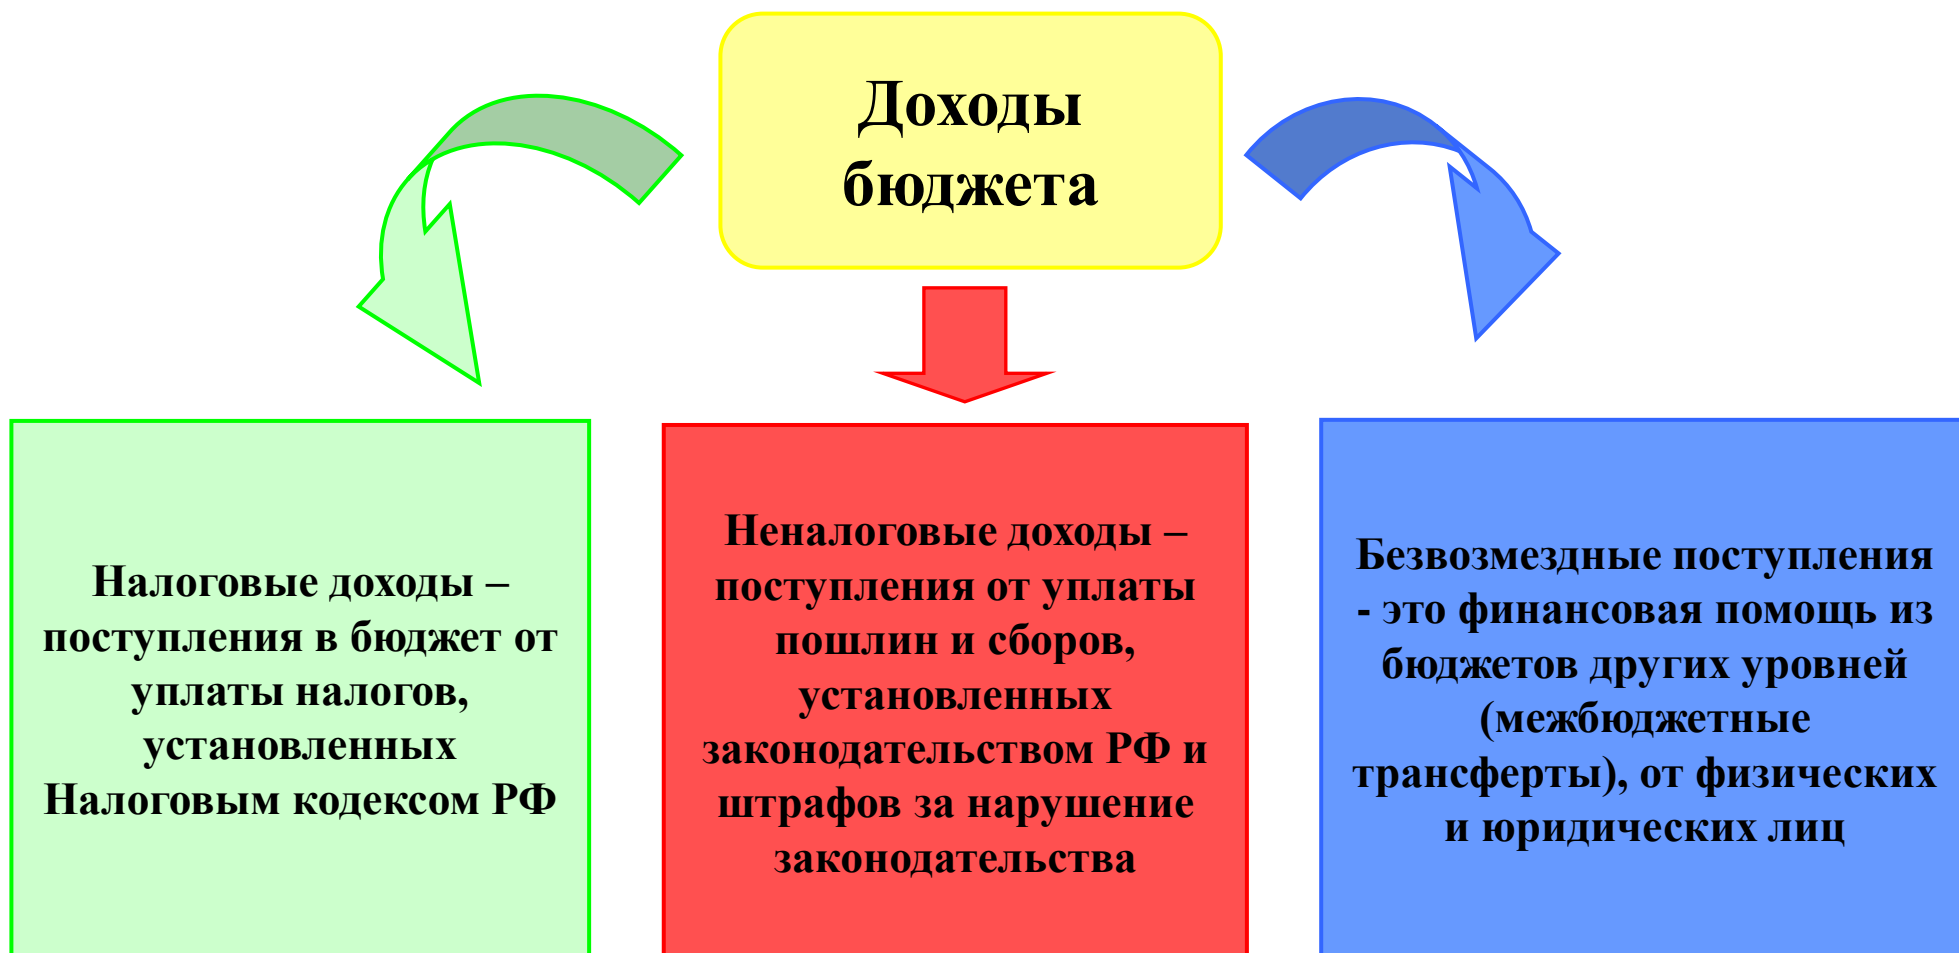 Доходы
бюджета
Налоговые доходы –
поступления в бюджет от
уплаты налогов,
установленных
Налоговым кодексом РФ
Неналоговые доходы –
поступления от уплаты
пошлин и сборов,
установленных
законодательством РФ и
штрафов за нарушение
законодательства
Безвозмездные поступления
- это финансовая помощь из
бюджетов других уровней
(межбюджетные
трансферты), от физических
и юридических лиц